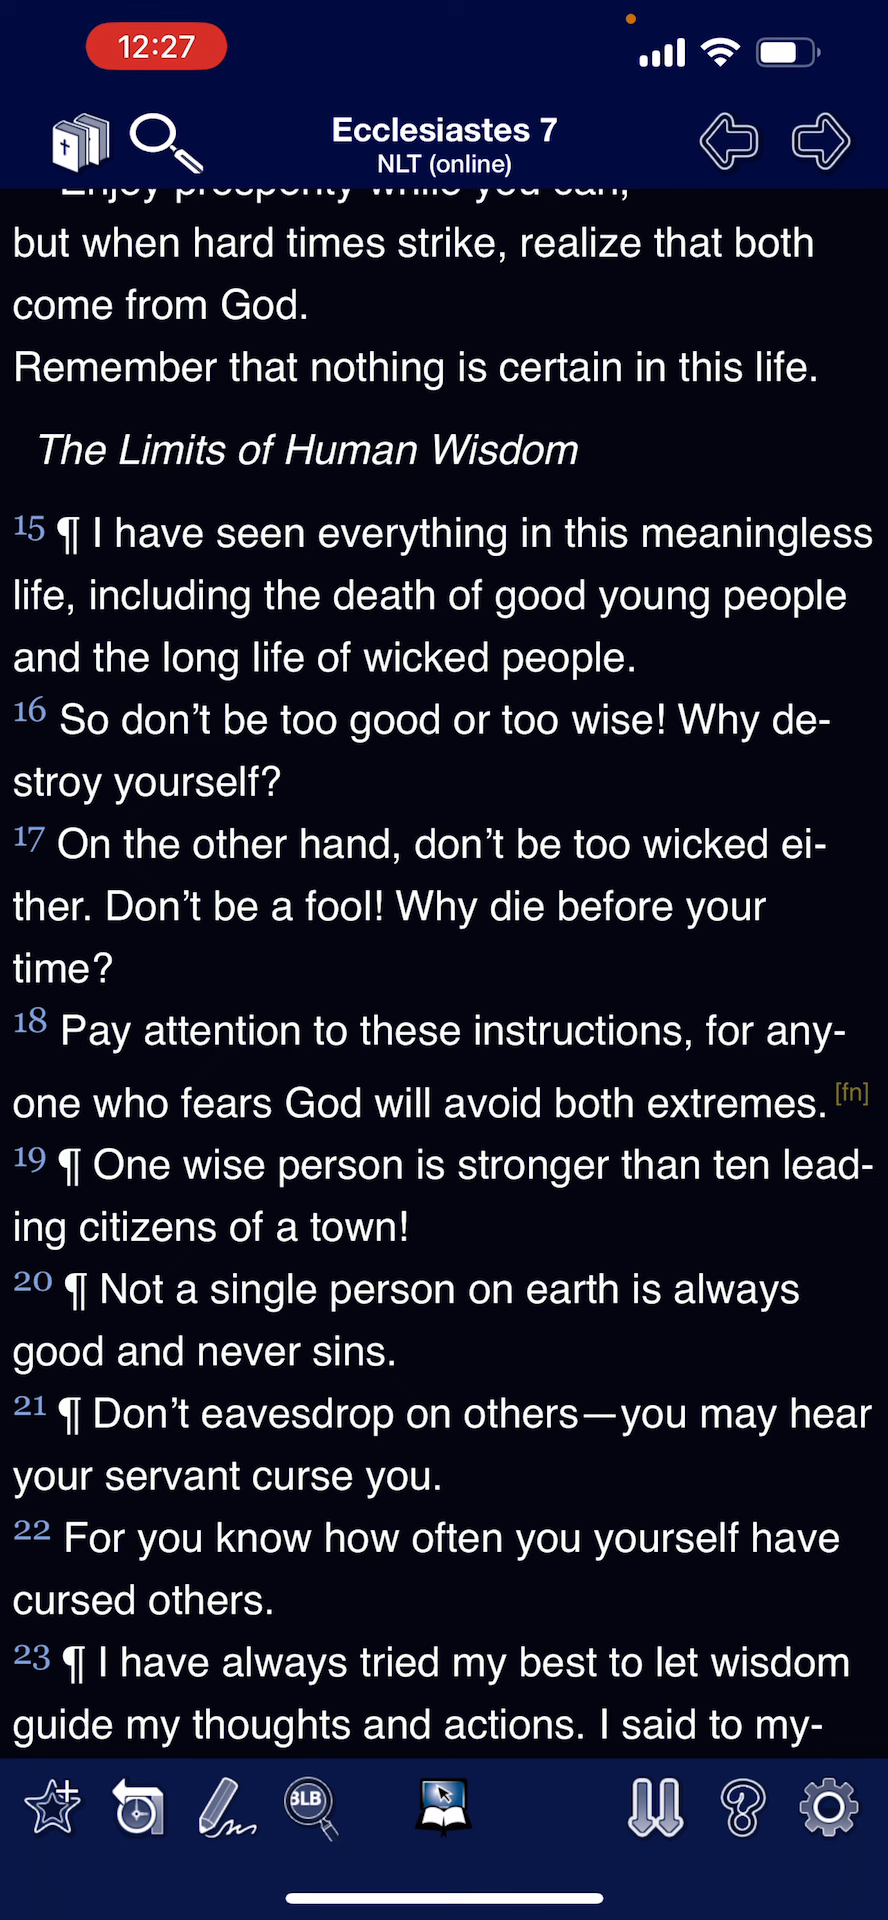 12:27
Ecclesiastes 7
NLT (online)
Enjoy prosperity while you can,
but when hard times strike, realize that both
come from God.
Remember that nothing is certain in this life.
The Limits of Human Wisdom
15 ¶ I have seen everything in this meaningless
life, including the death of good young people
and the long life of wicked people.
16 So don’t be too good or too wise! Why de-
stroy yourself?
17 On the other hand, don’t be too wicked ei-
ther. Don’t be a fool! Why die before your
time?
18 Pay attention to these instructions, for any-
one who fears God will avoid both extremes. [fn]
19 ¶ One wise person is stronger than ten lead-
ing citizens of a town!
20 ¶ Not a single person on earth is always
good and never sins.
21 ¶ Don’t eavesdrop on others—you may hear
your servant curse you.
22 For you know how often you yourself have
cursed others.
23 ¶ I have always tried my best to let wisdom
guide my thoughts and actions. I said to my-
BLB